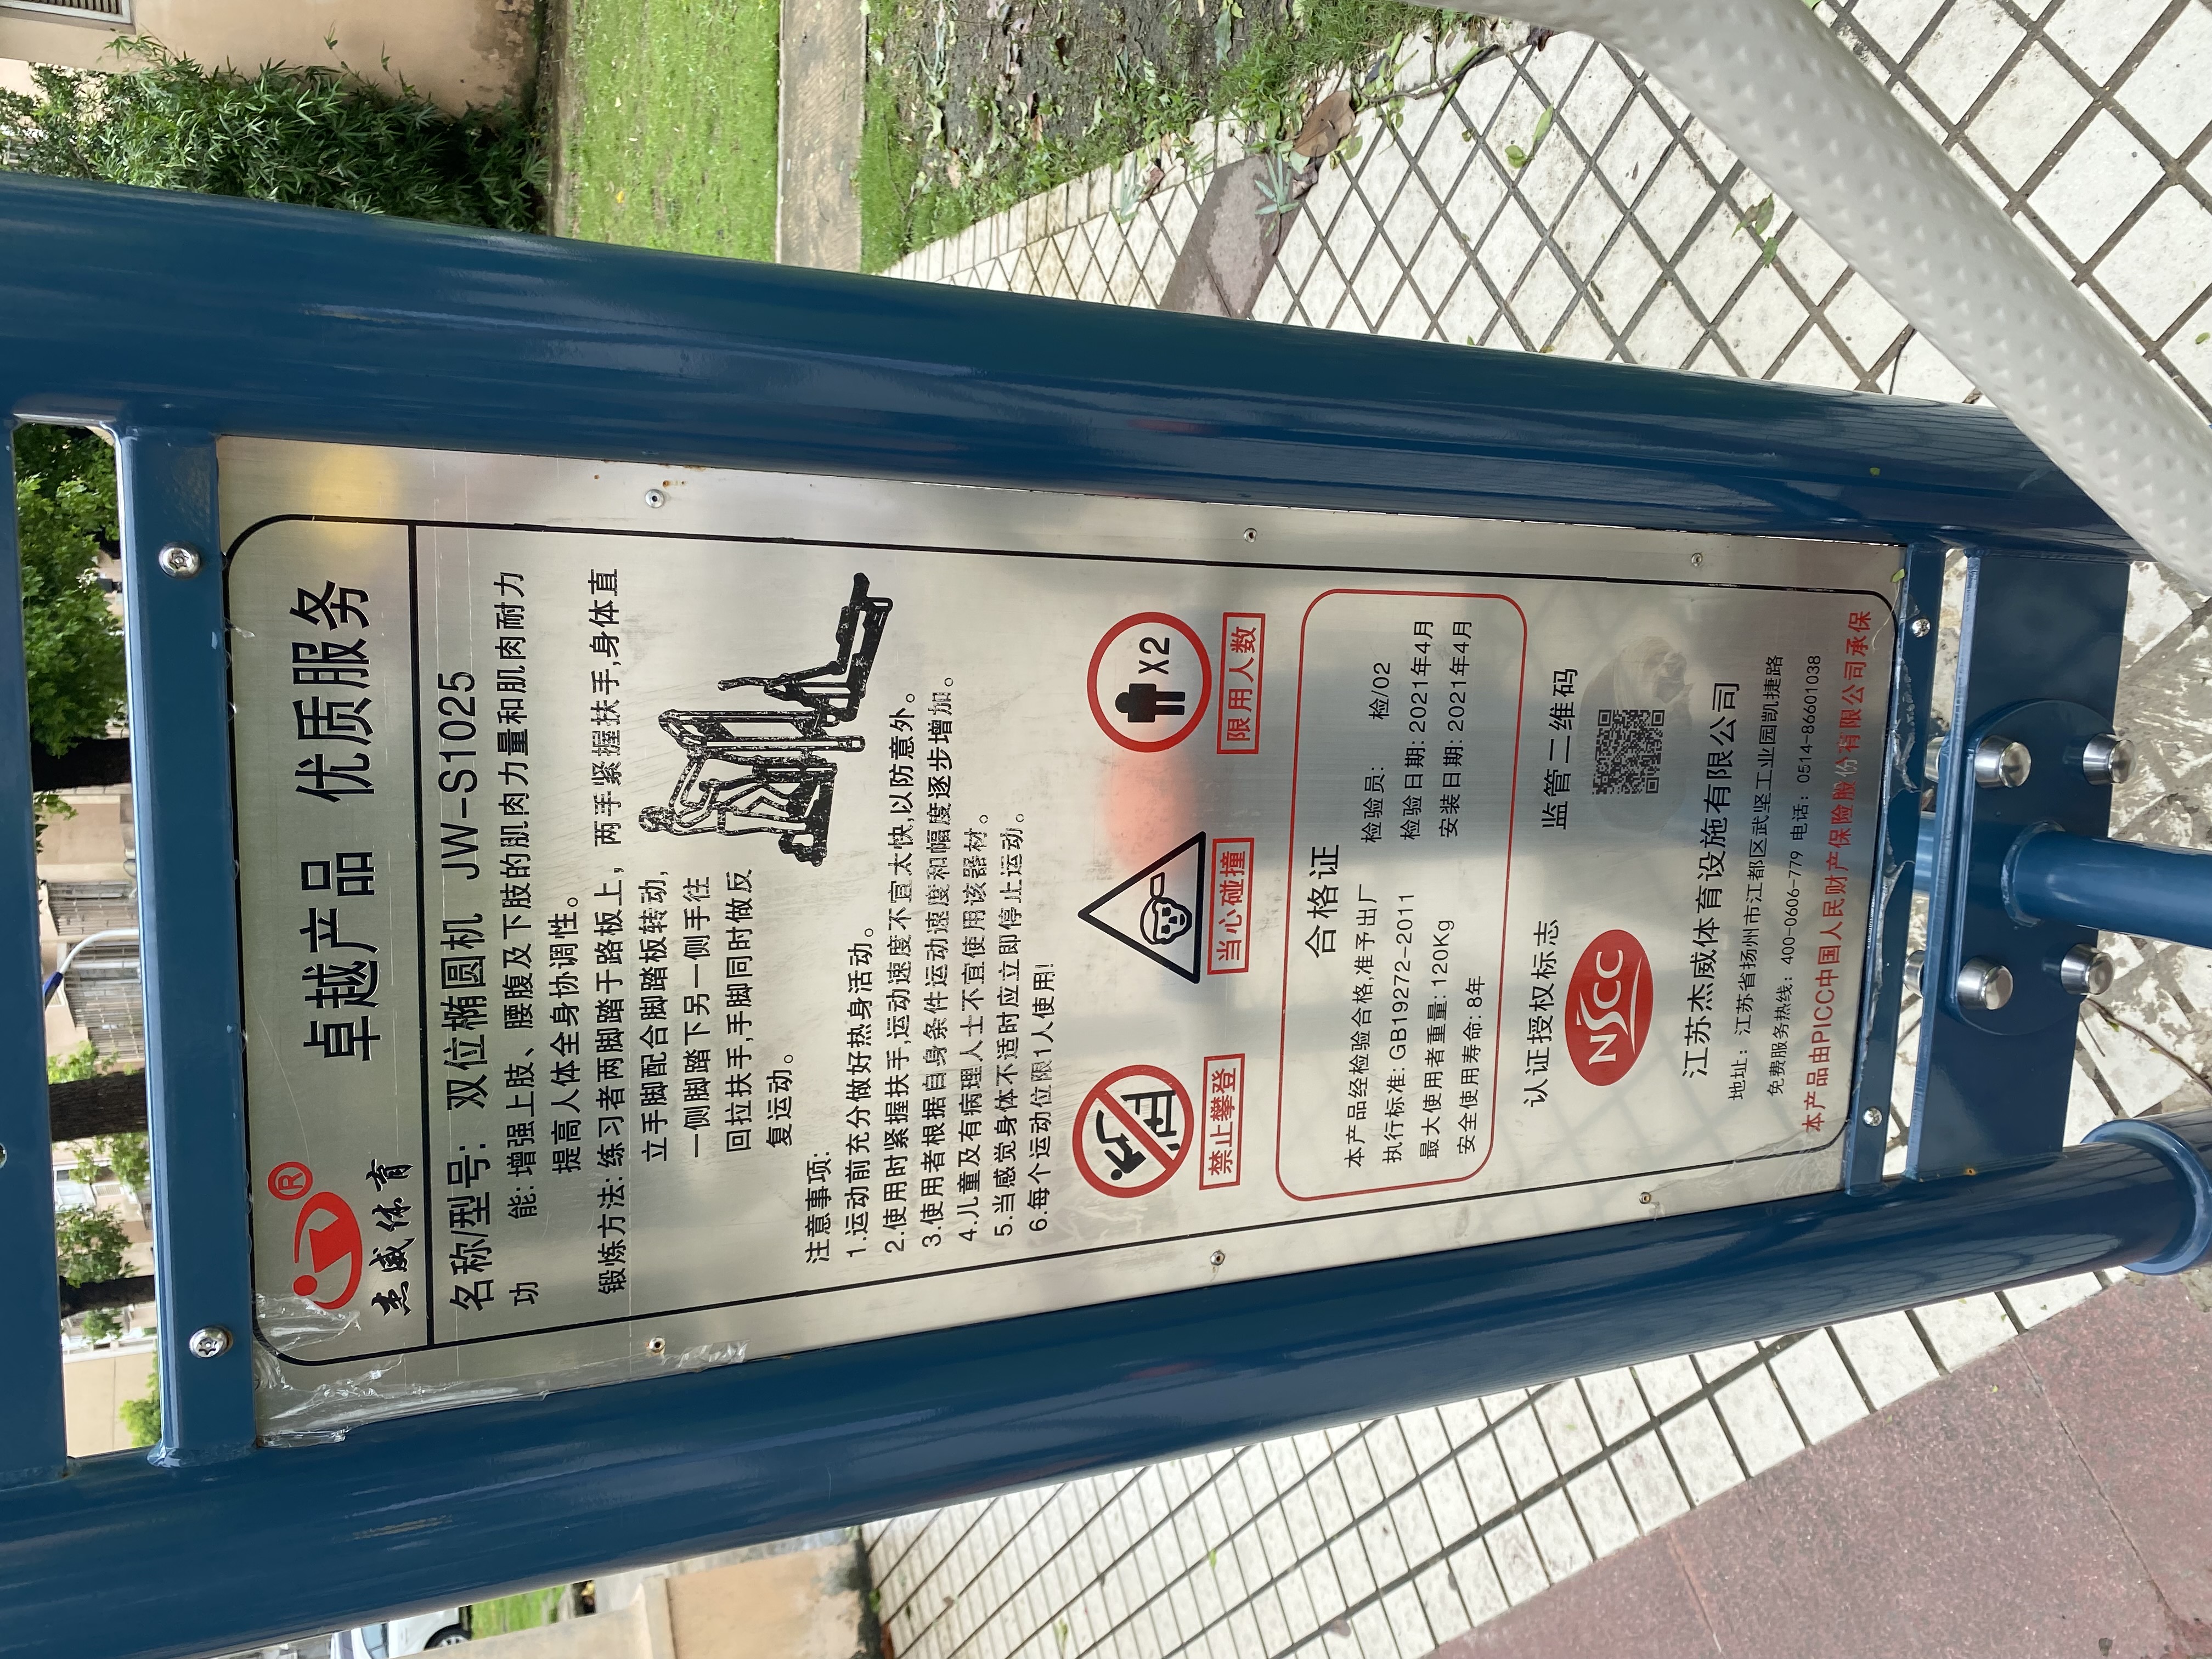 杰威体育
卓越产品 优质服务
名称/型号: 双位椭圆机 JW-S1025
功 能:增强上肢、腰腹及下肢的肌肉力量和肌肉耐力
提高人体全身协调性。
锻炼方法:练习者两脚踏于路板上, 两手紧握扶手,身体直
立手脚配合脚踏板转动,
一侧脚踏下另一侧手往
回拉扶手,手脚同时做反
复运动。
注意事项:
1.运动前充分做好热身活动。
2.使用时紧握扶手,运动速度不宜太快,以防意外。
3.使用者根据自身条件运动速度和幅度逐步增加。
4.儿童及有病理人士不宜使用该器材。
5.当感觉身体不适时应立即停止运动。
6.每个运动位限1人使用!
X2
禁止攀登 当心碰撞 限用人数
合格证
本产品经检验合格,准予出厂 检验员: 检/02
执行标准: GB19272-2011 检验日期: 2021年4月
最大使用者重量: 120Kg 安装日期: 2021年4月
安全使用寿命: 8年
认证授权标志 监管二维码
NSCC
江苏杰威体育设施有限公司
地址: 江苏省扬州市江都区武坚工业园凯捷路
免费服务热线: 400-0606-779 电话: 0514-86601038
本产品由PICC中国人民财产保险股份有限公司承保